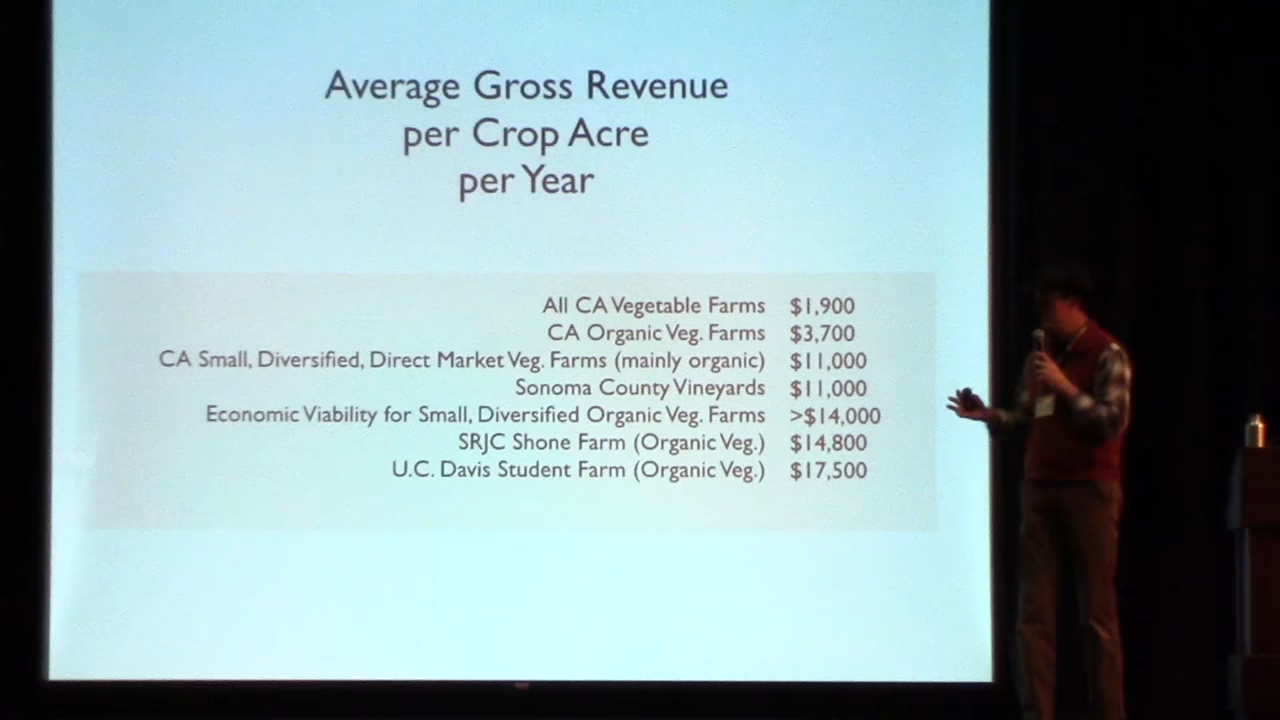 Average Gross Revenue
per Crop Acre
per Year
All CA Vegetable Farms $1,900
CA Organic Veg. Farms $3,700
CA Small, Diversified, Direct Market Veg. Farms (mainly organic) $11,000
Sonoma County Vineyards $11,000
Economic Viability for Small, Diversified Organic Veg. Farms >$14,000
SRJC Shone Farm (Organic Veg.) $14,800
U.C. Davis Student Farm (Organic Veg.) $17,500